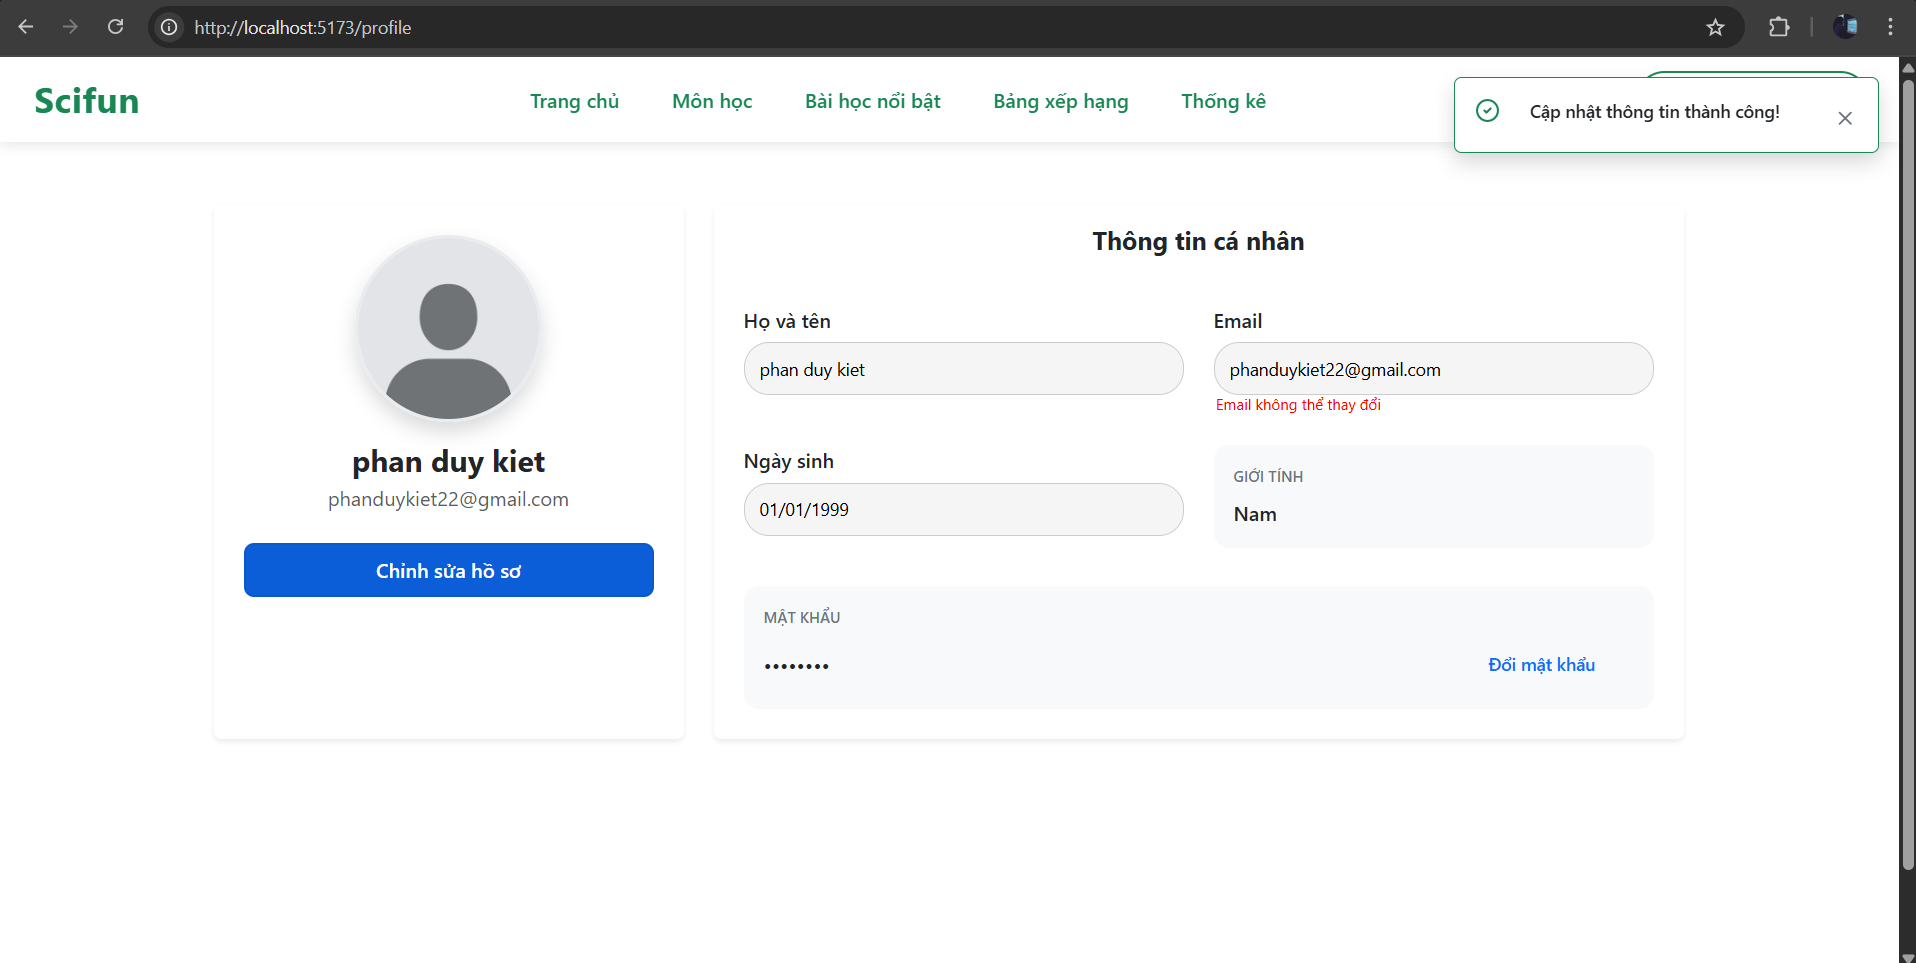 http://localhost:5173/profile
Scifun
Trang chủ
Môn học
Bài học nổi bật
Bảng xếp hạng
Thống kê
Cập nhật thông tin thành công!
phan duy kiet
phanduykiet22@gmail.com
Chỉnh sửa hồ sơ
Thông tin cá nhân
Họ và tên
phan duy kiet
Email
phanduykiet22@gmail.com
Email không thể thay đổi
Ngày sinh
01/01/1999
GIỚI TÍNH
Nam
MẬT KHẨU
••••••••
Đổi mật khẩu